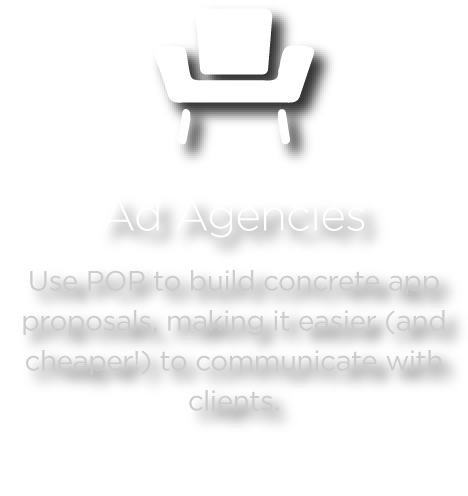 Ad Agencies
Use POP to build concrete app
proposals, making it easier (and
cheaper!) to communicate with
clients.